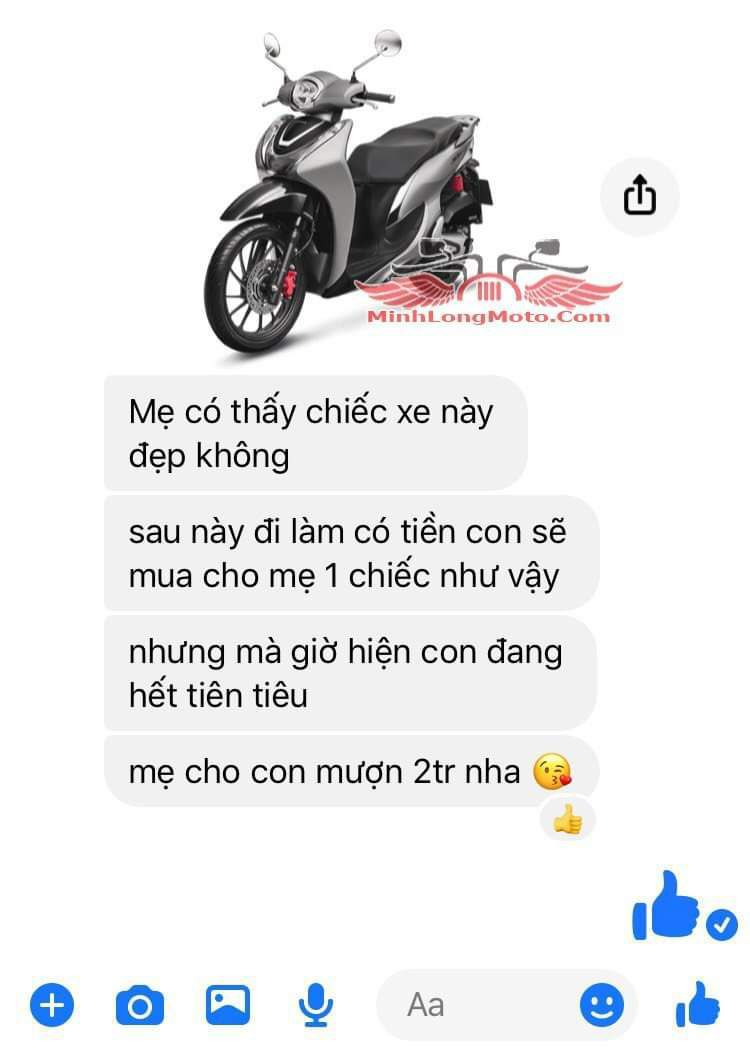 MinhLongMoto.Com
Mẹ có thấy chiếc xe này
đẹp không
sau này đi làm có tiền con sẽ
mua cho mẹ 1 chiếc như vậy
nhưng mà giờ hiện con đang
hết tiên tiêu
mẹ cho con mượn 2tr nha 😘
Aa